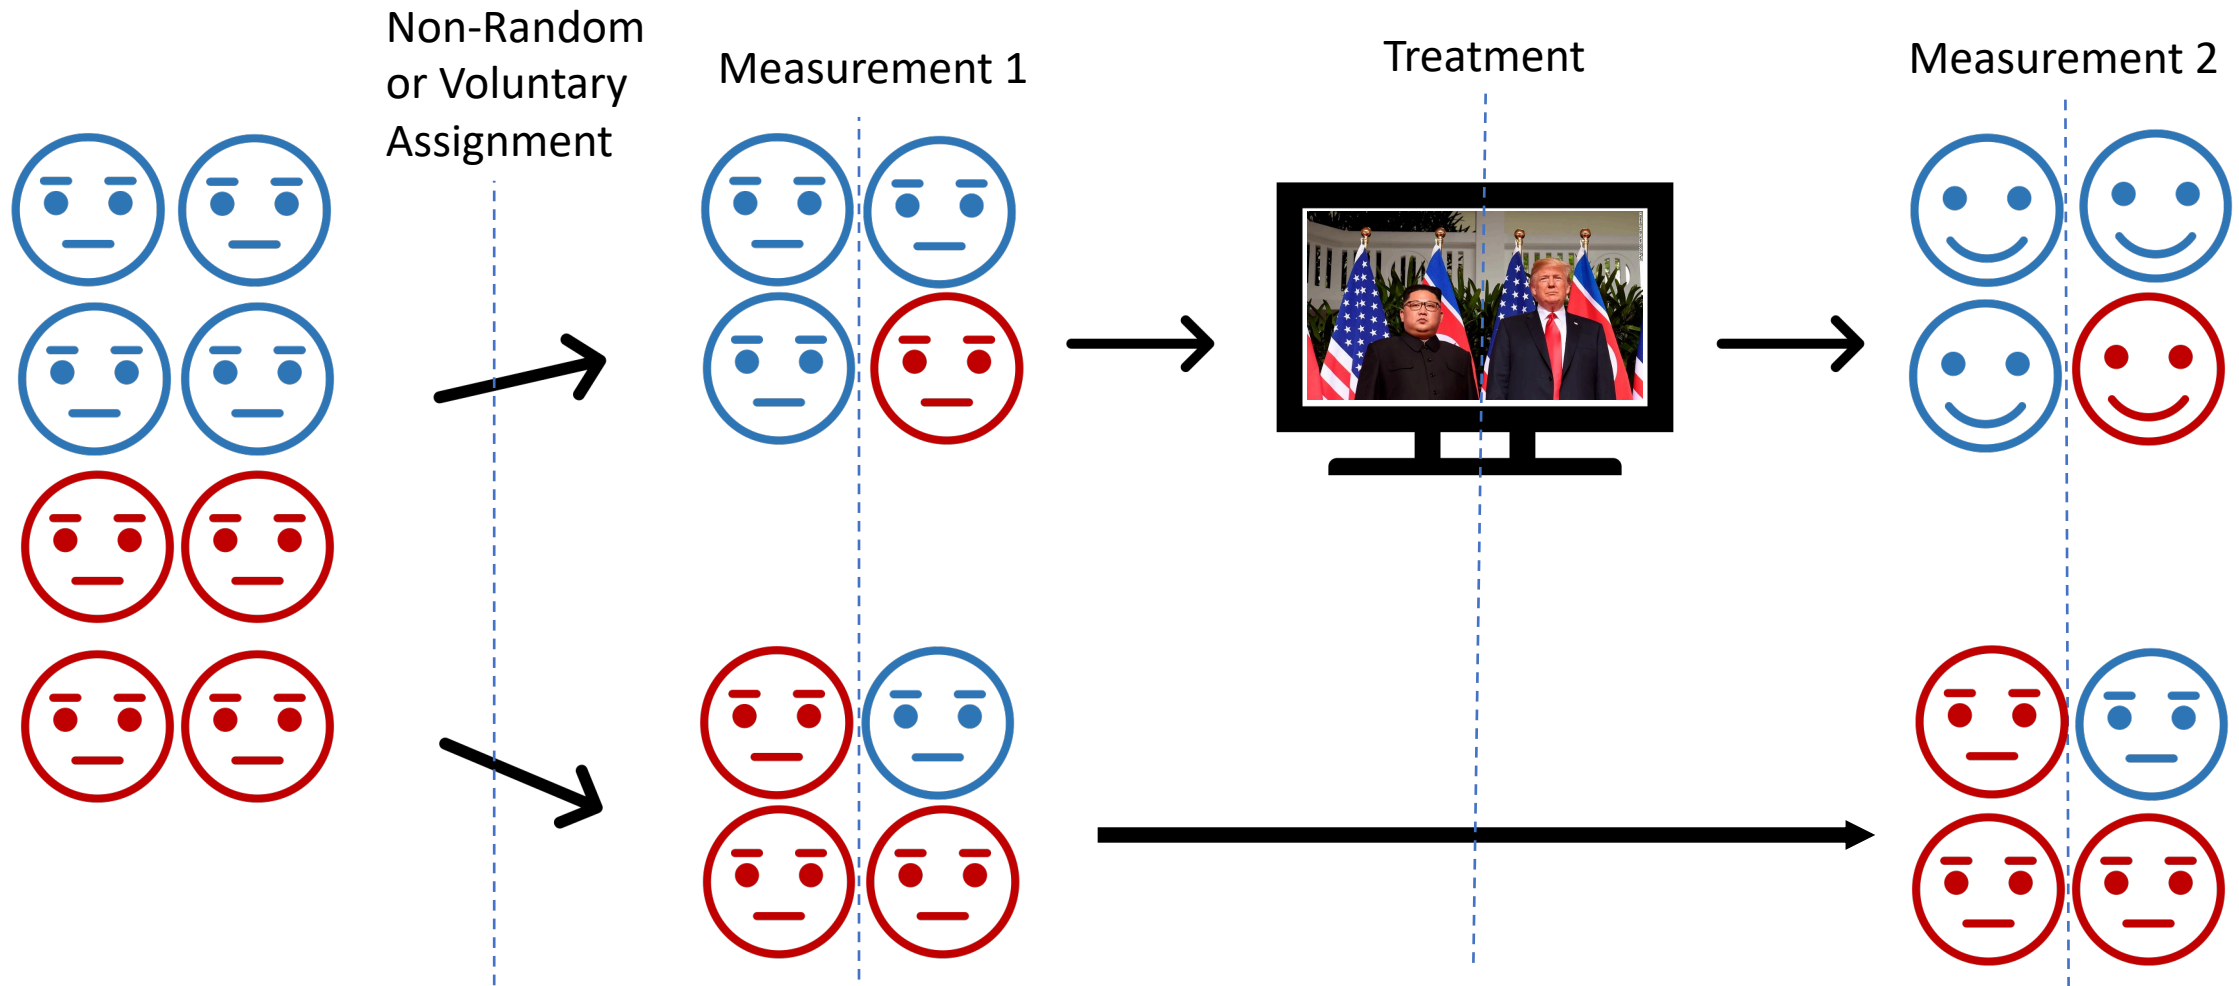 Non-Random
or Voluntary
Assignment
Measurement 1
Treatment
Measurement 2